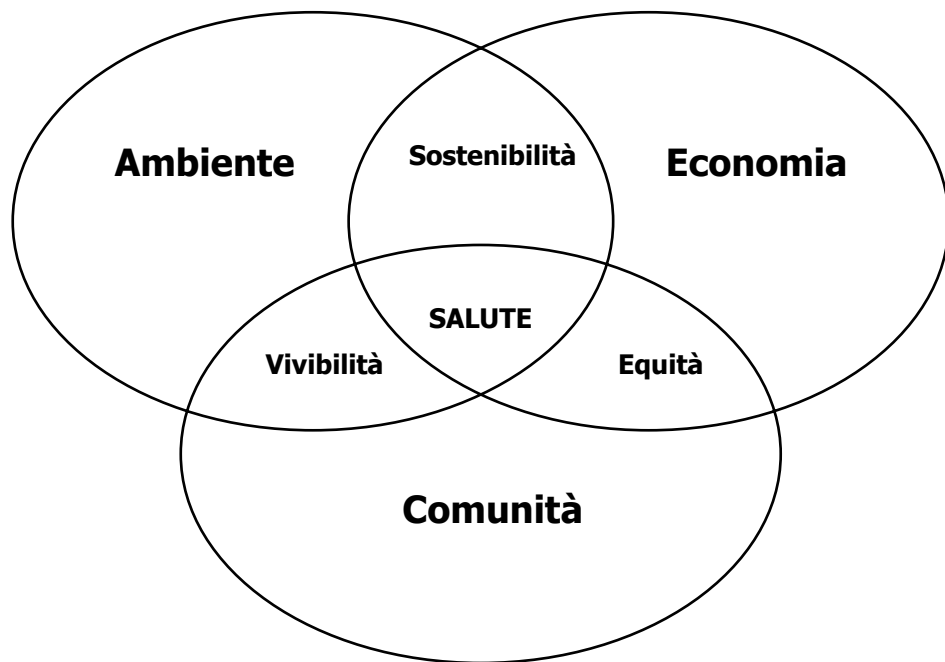 Ambiente
Sostenibilità
Economia
SALUTE
Vivibilità
Equità
Comunità